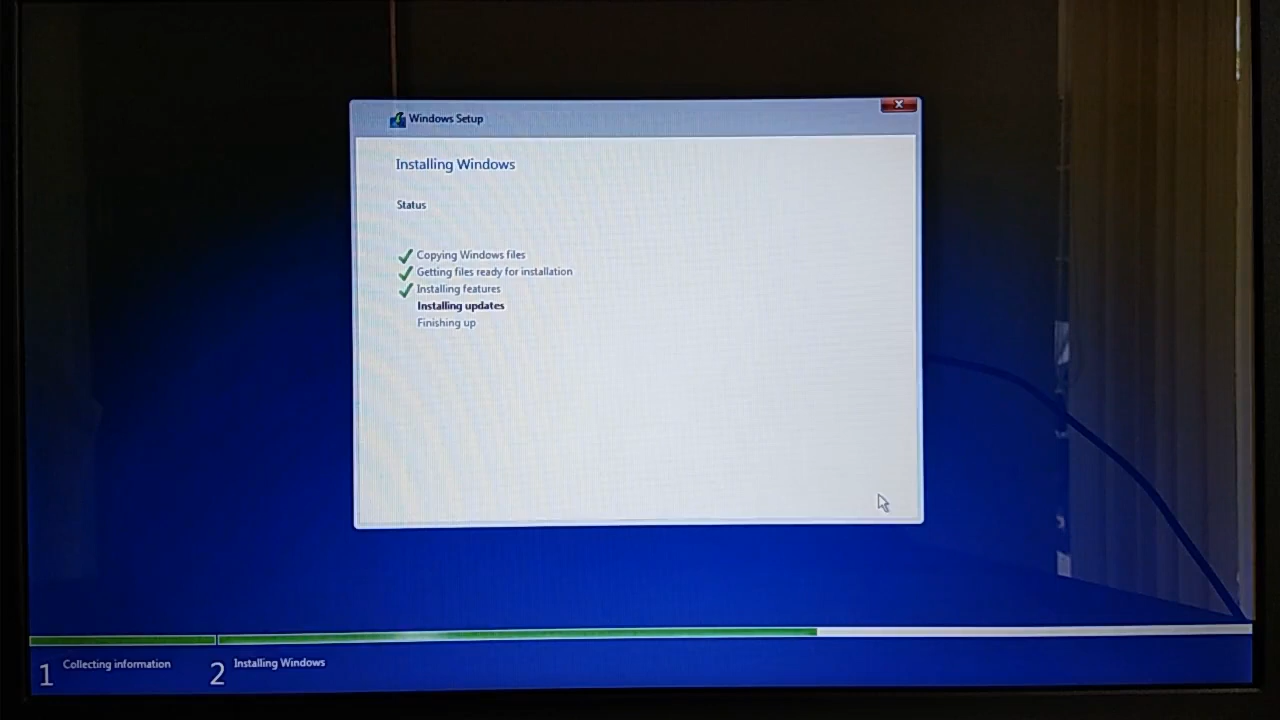 Windows Setup
Installing Windows
Status
Copying Windows files
Getting files ready for installation
Installing features
Installing updates
Finishing up
1 Collecting information
2 Installing Windows